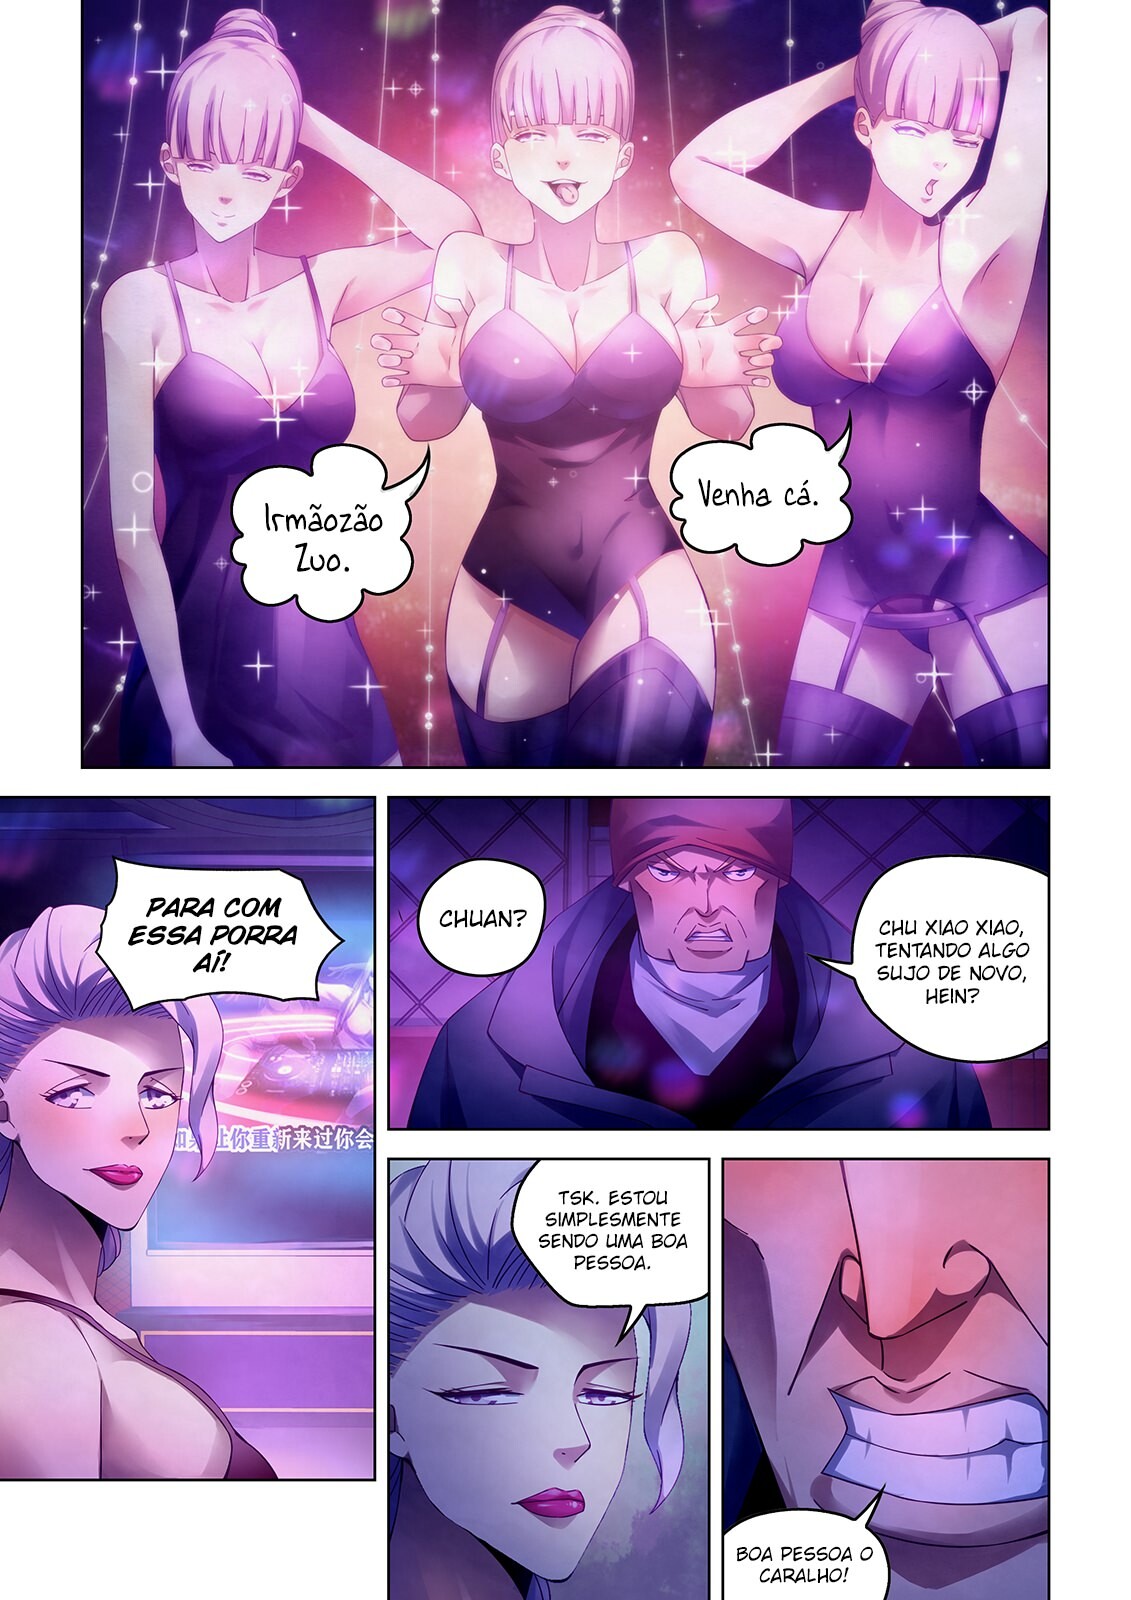 Irmãozão
Zuo.
Venha cá.
PARA COM
ESSA PORRA
AÍ!
CHUAN?
CHU XIAO XIAO,
TENTANDO ALGO
SUJO DE NOVO,
HEIN?
让你重新来过你会
TSK. ESTOU
SIMPLESMENTE
SENDO UMA BOA
PESSOA.
BOA PESSOA O
CARALHO!